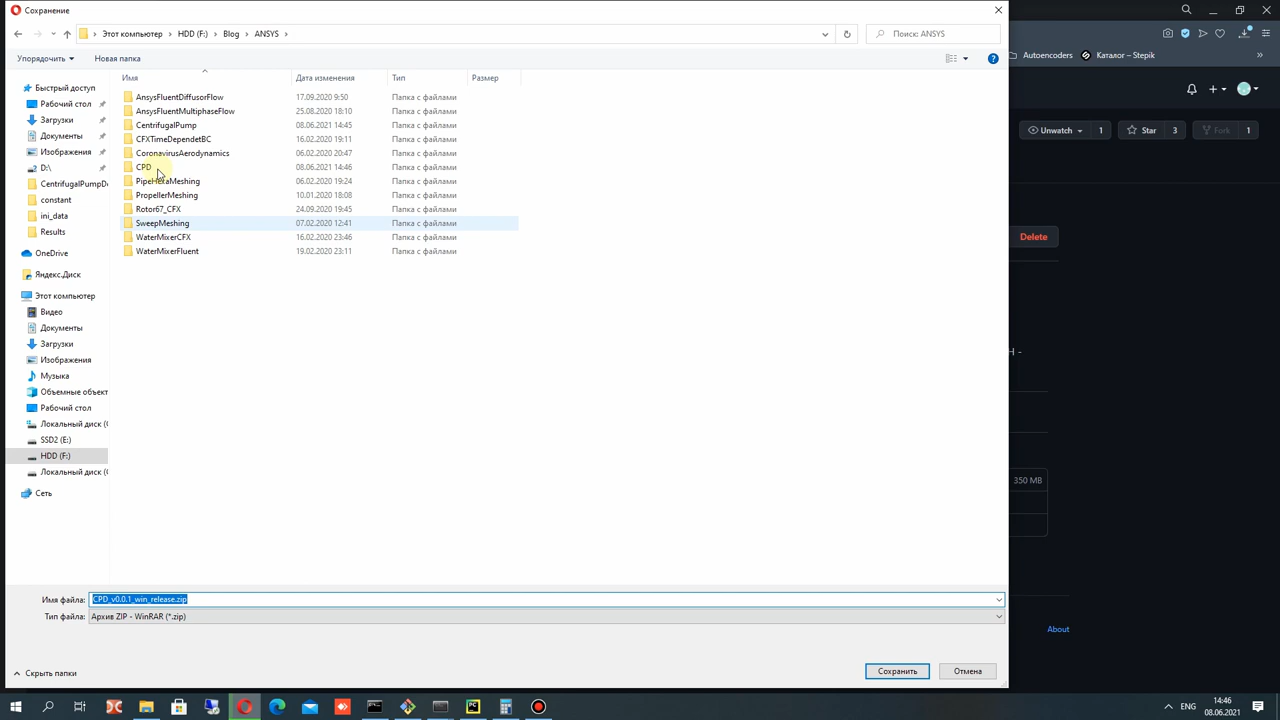 Сохранение
Этот компьютер
HDD (F:)
Blog
ANSYS
Поиск: ANSYS
Упорядочить
Новая папка
Имя
Дата изменения
Тип
Размер
Быстрый доступ
Рабочий стол
Загрузки
Документы
Изображения
D:\
CentrifugalPumpDe
constant
ini_data
Results
OneDrive
Яндекс.Диск
Этот компьютер
Видео
Документы
Загрузки
Изображения
Музыка
Объемные объект
Рабочий стол
Локальный диск (
SSD2 (E:)
HDD (F:)
Локальный диск (
Сеть
AnsysFluentDiffusorFlow 17.09.2020 9:50 Папка с файлами
AnsysFluentMultiphaseFlow 25.08.2020 18:10 Папка с файлами
CentrifugalPump 08.06.2021 14:45 Папка с файлами
CFXTimeDependetBC 16.02.2020 19:11 Папка с файлами
CoronavirusAerodynamics 06.02.2020 20:47 Папка с файлами
CPD 08.06.2021 14:46 Папка с файлами
PipeHexaMeshing 06.02.2020 19:24 Папка с файлами
PropellerMeshing 10.01.2020 18:08 Папка с файлами
Rotor67_CFX 24.09.2020 19:45 Папка с файлами
SweepMeshing 07.02.2020 12:41 Папка с файлами
WaterMixerCFX 16.02.2020 23:46 Папка с файлами
WaterMixerFluent 19.02.2020 23:11 Папка с файлами
Имя файла: CPD_v0.0.1_win_release.zip
Тип файла: Архив ZIP - WinRAR (*.zip)
Скрыть папки
Сохранить
Отмена
Autoencoders
Каталог – Stepik
»
Unwatch 1
Star 3
Fork 1
Delete
H -
350 MB
About
ENG
14:46
08.06.2021